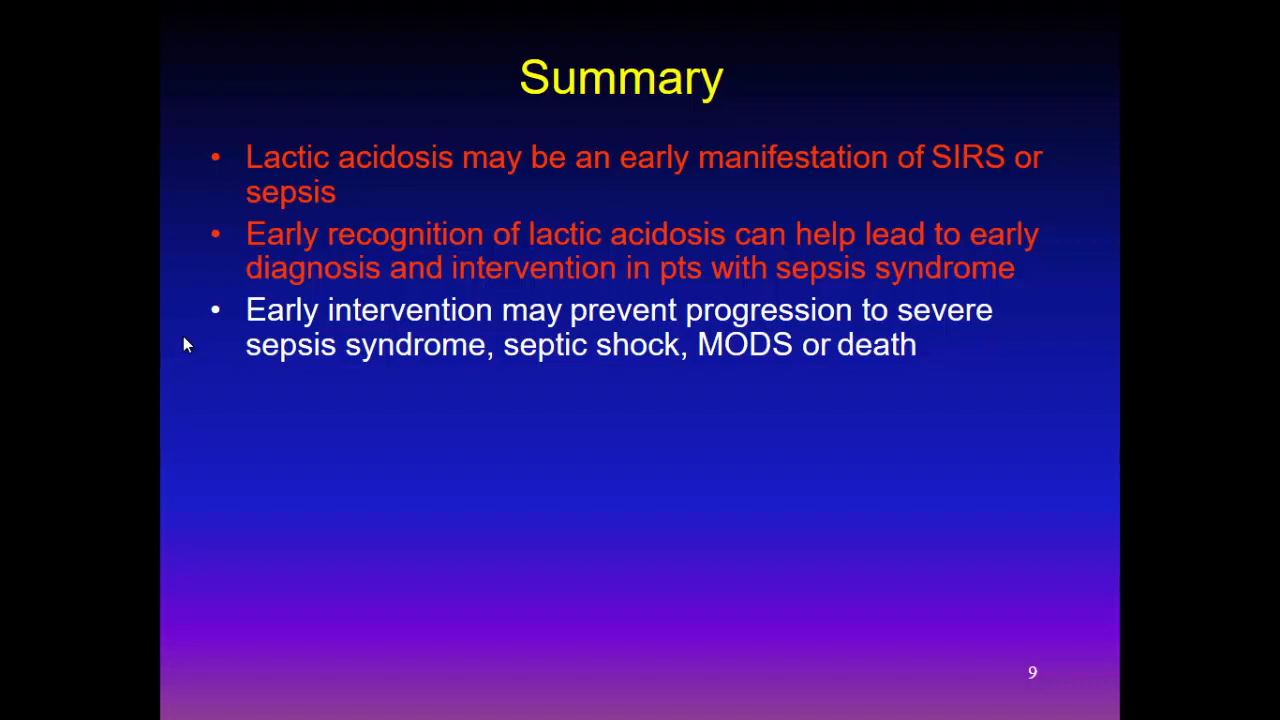 Summary
• Lactic acidosis may be an early manifestation of SIRS or
sepsis
• Early recognition of lactic acidosis can help lead to early
diagnosis and intervention in pts with sepsis syndrome
• Early intervention may prevent progression to severe
sepsis syndrome, septic shock, MODS or death
9